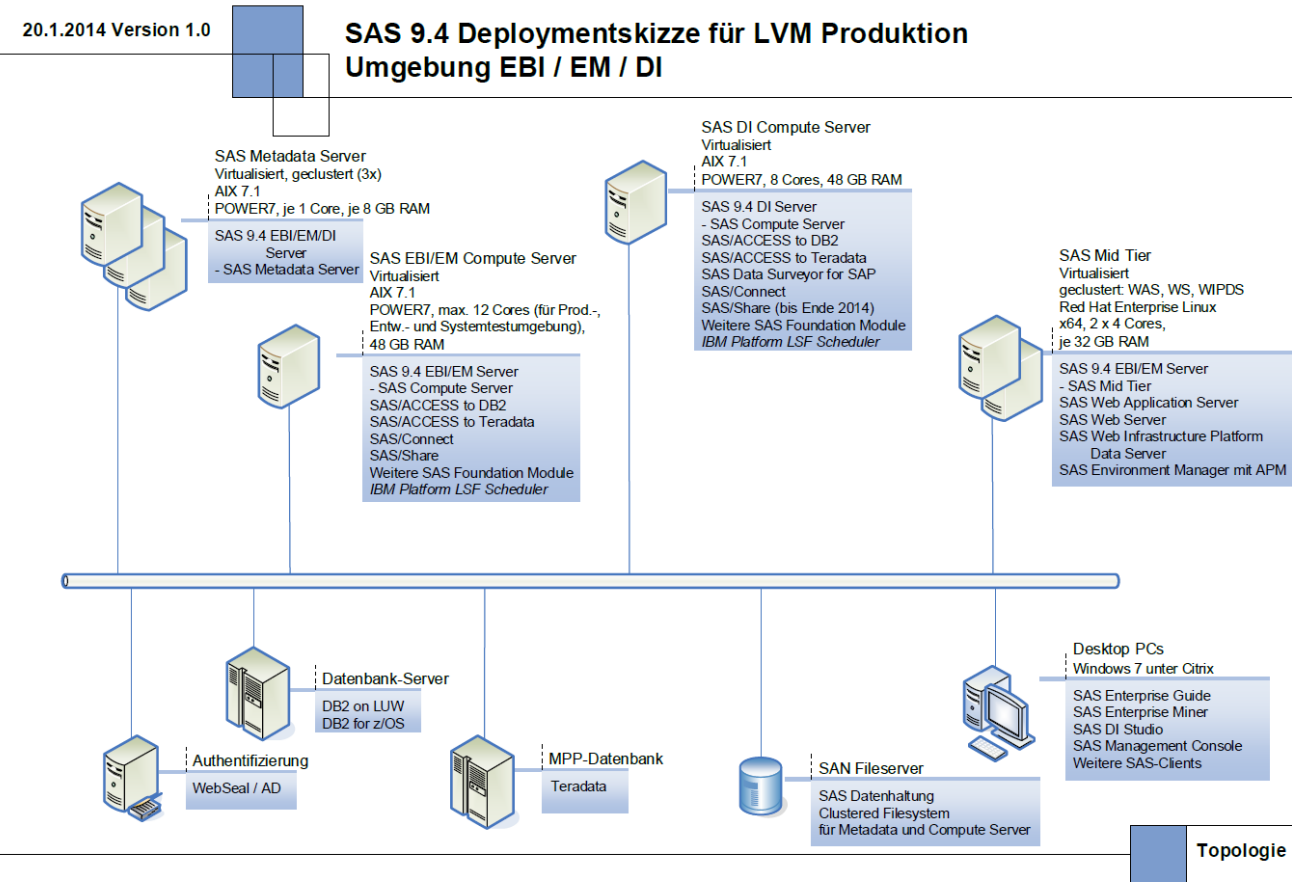 20.1.2014 Version 1.0
SAS 9.4 Deploymentskizze für LVM Produktion
Umgebung EBI / EM / DI
SAS Metadata Server
Virtualisiert, geclustert (3x)
AIX 7.1
POWER7, je 1 Core, je 8 GB RAM
SAS 9.4 EBI/EM/DI
Server
- SAS Metadata Server
SAS EBI/EM Compute Server
Virtualisiert
AIX 7.1
POWER7, max. 12 Cores (für Prod.-,
Entw.- und Systemtestumgebung),
48 GB RAM
SAS 9.4 EBI/EM Server
- SAS Compute Server
SAS/ACCESS to DB2
SAS/ACCESS to Teradata
SAS/Connect
SAS/Share
Weitere SAS Foundation Module
IBM Platform LSF Scheduler
SAS DI Compute Server
Virtualisiert
AIX 7.1
POWER7, 8 Cores, 48 GB RAM
SAS 9.4 DI Server
- SAS Compute Server
SAS/ACCESS to DB2
SAS/ACCESS to Teradata
SAS Data Surveyor for SAP
SAS/Connect
SAS/Share (bis Ende 2014)
Weitere SAS Foundation Module
IBM Platform LSF Scheduler
SAS Mid Tier
Virtualisiert
geclustert: WAS, WS, WIPDS
Red Hat Enterprise Linux
x64, 2 x 4 Cores,
je 32 GB RAM
SAS 9.4 EBI/EM Server
- SAS Mid Tier
SAS Web Application Server
SAS Web Server
SAS Web Infrastructure Platform
Data Server
SAS Environment Manager mit APM
Datenbank-Server
DB2 on LUW
DB2 for z/OS
Authentifizierung
WebSeal / AD
MPP-Datenbank
Teradata
SAN Fileserver
SAS Datenhaltung
Clustered Filesystem
für Metadata und Compute Server
Desktop PCs
Windows 7 unter Citrix
SAS Enterprise Guide
SAS Enterprise Miner
SAS DI Studio
SAS Management Console
Weitere SAS-Clients
Topologie